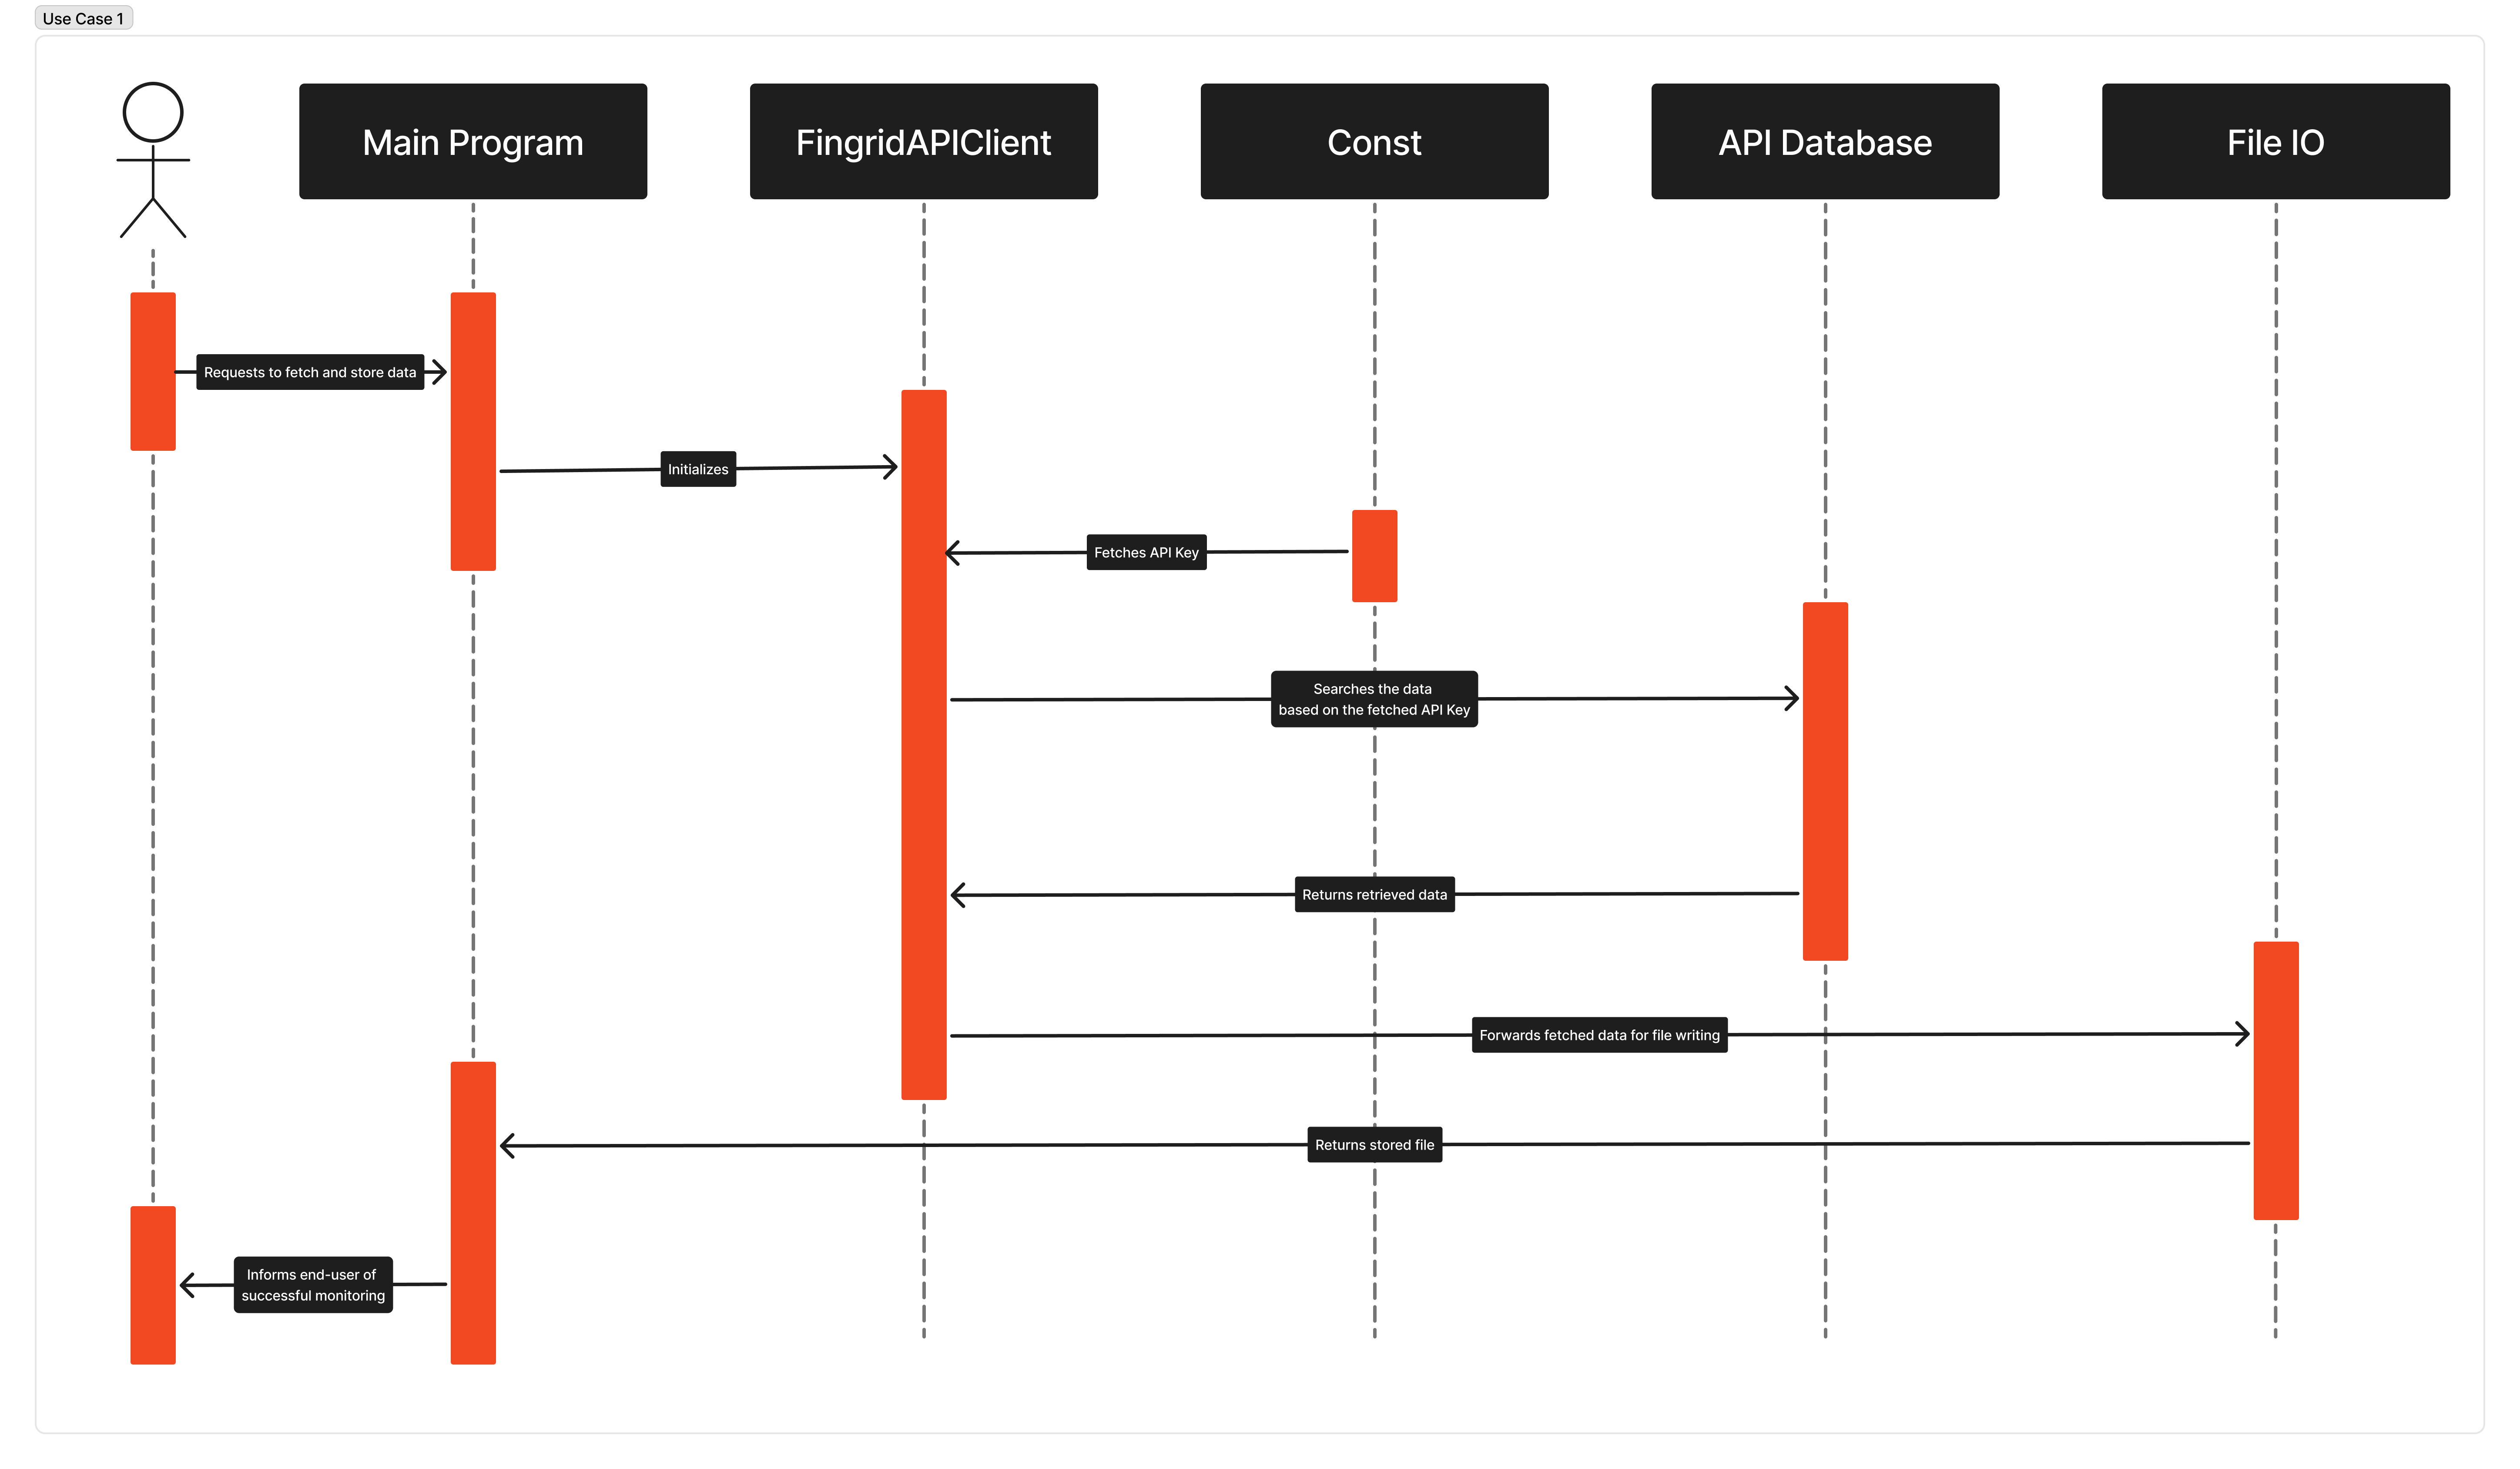 Use Case 1
Main Program
FingridAPIClient
Const
API Database
File IO
Requests to fetch and store data
Initializes
Fetches API Key
Searches the data
based on the fetched API Key
Returns retrieved data
Forwards fetched data for file writing
Returns stored file
Informs end-user of
successful monitoring